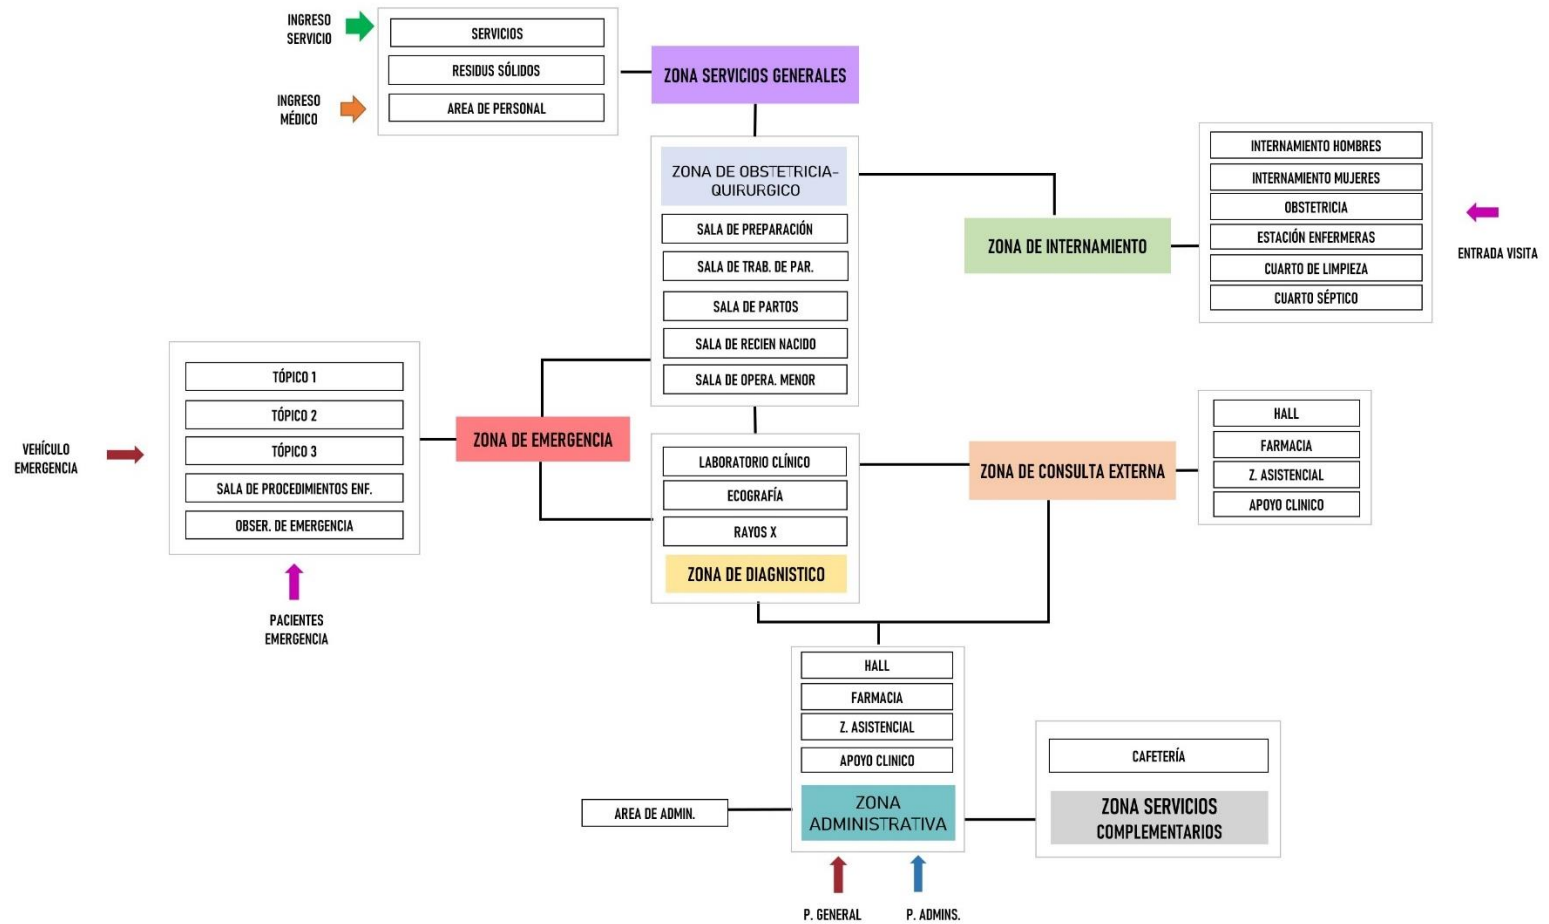 INGRESO
SERVICIO
SERVICIOS
RESIDUS SÓLIDOS
INGRESO
MÉDICO
AREA DE PERSONAL
ZONA SERVICIOS GENERALES
ZONA DE OBSTETRICIA-
QUIRURGICO
SALA DE PREPARACIÓN
SALA DE TRAB. DE PAR.
SALA DE PARTOS
SALA DE RECIEN NACIDO
SALA DE OPERA. MENOR
INTERNAMIENTO HOMBRES
INTERNAMIENTO MUJERES
OBSTETRICIA
ESTACIÓN ENFERMERAS
CUARTO DE LIMPIEZA
CUARTO SÉPTICO
ZONA DE INTERNAMIENTO
ENTRADA VISITA
TÓPICO 1
TÓPICO 2
TÓPICO 3
SALA DE PROCEDIMIENTOS ENF.
OBSER. DE EMERGENCIA
VEHÍCULO
EMERGENCIA
PACIENTES
EMERGENCIA
ZONA DE EMERGENCIA
LABORATORIO CLÍNICO
ECOGRAFÍA
RAYOS X
ZONA DE DIAGNISTICO
ZONA DE CONSULTA EXTERNA
HALL
FARMACIA
Z. ASISTENCIAL
APOYO CLINICO
HALL
FARMACIA
Z. ASISTENCIAL
APOYO CLINICO
ZONA
ADMINISTRATIVA
AREA DE ADMIN.
CAFETERÍA
ZONA SERVICIOS
COMPLEMENTARIOS
P. GENERAL
P. ADMINS.